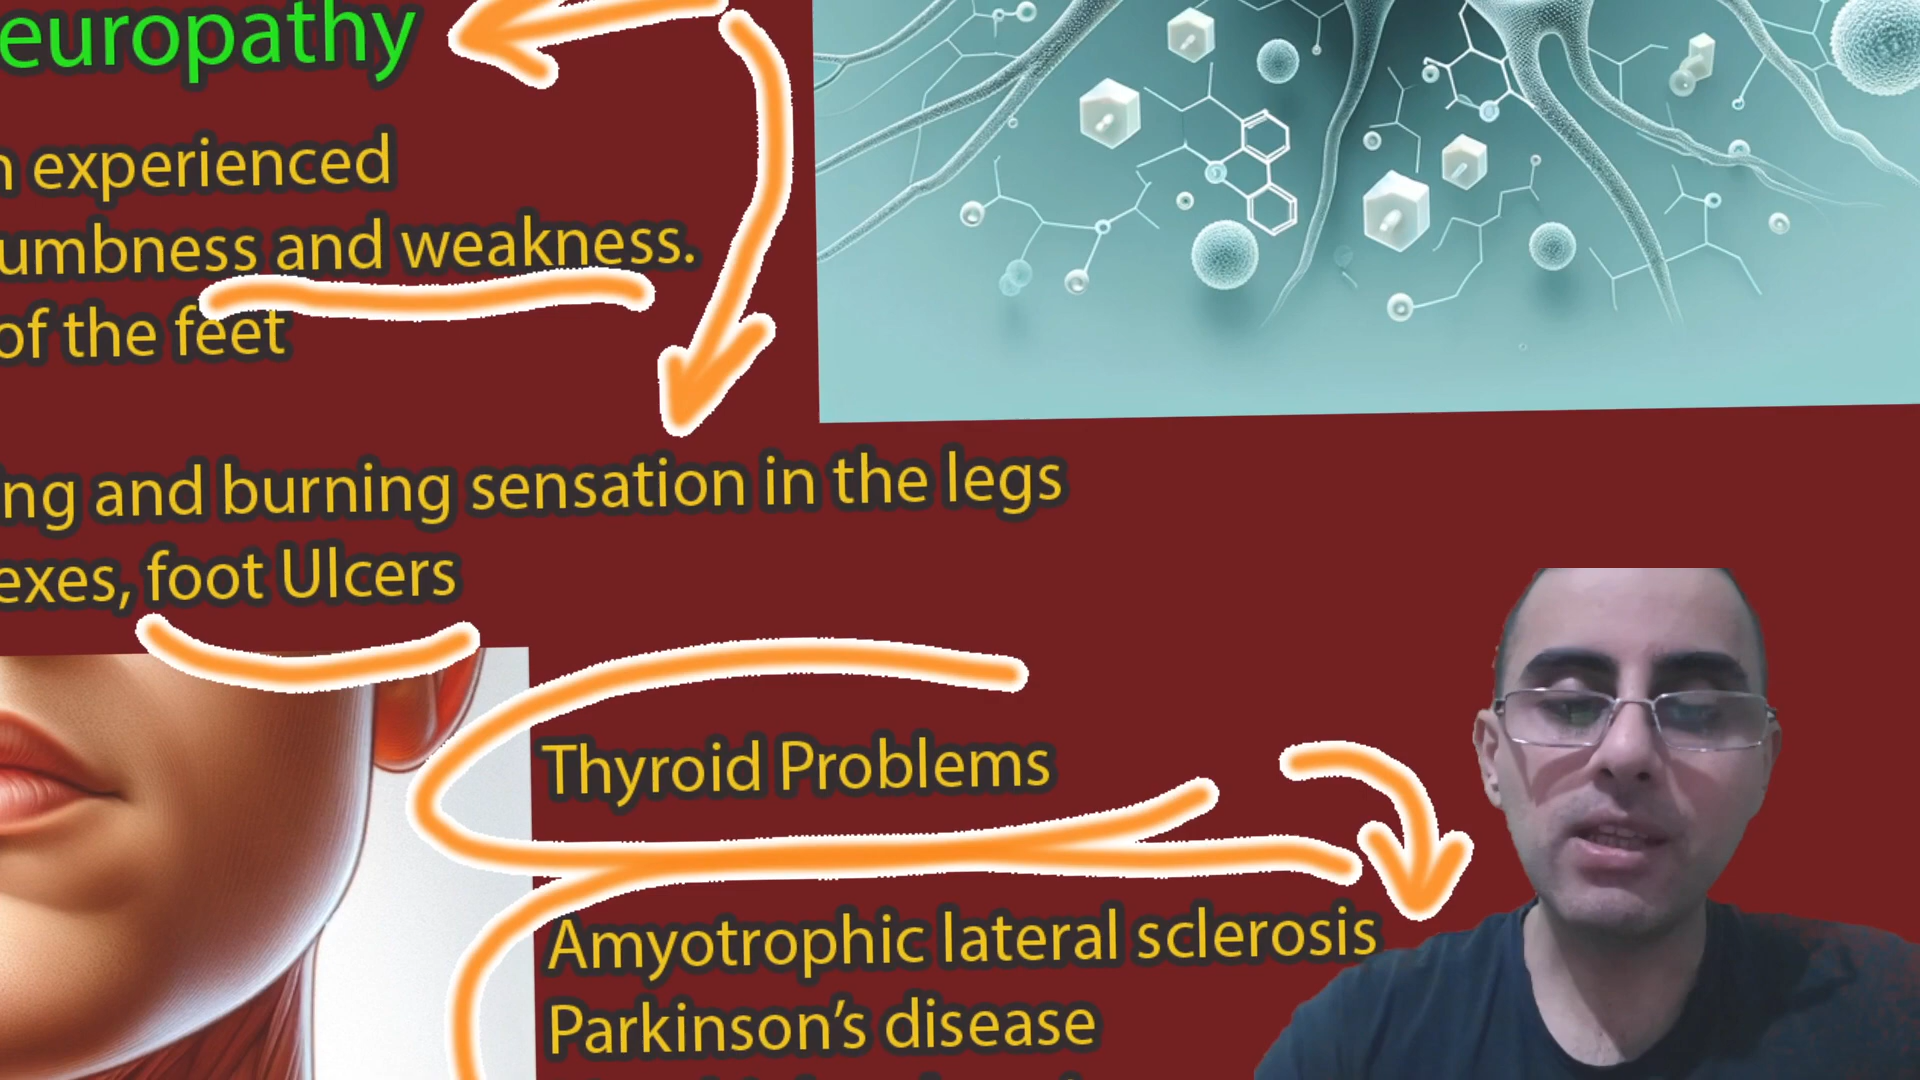 europathy
n experienced
umbness and weakness.
of the feet
ing and burning sensation in the legs
exes, foot Ulcers
Thyroid Problems
Amyotrophic lateral sclerosis
Parkinson's disease